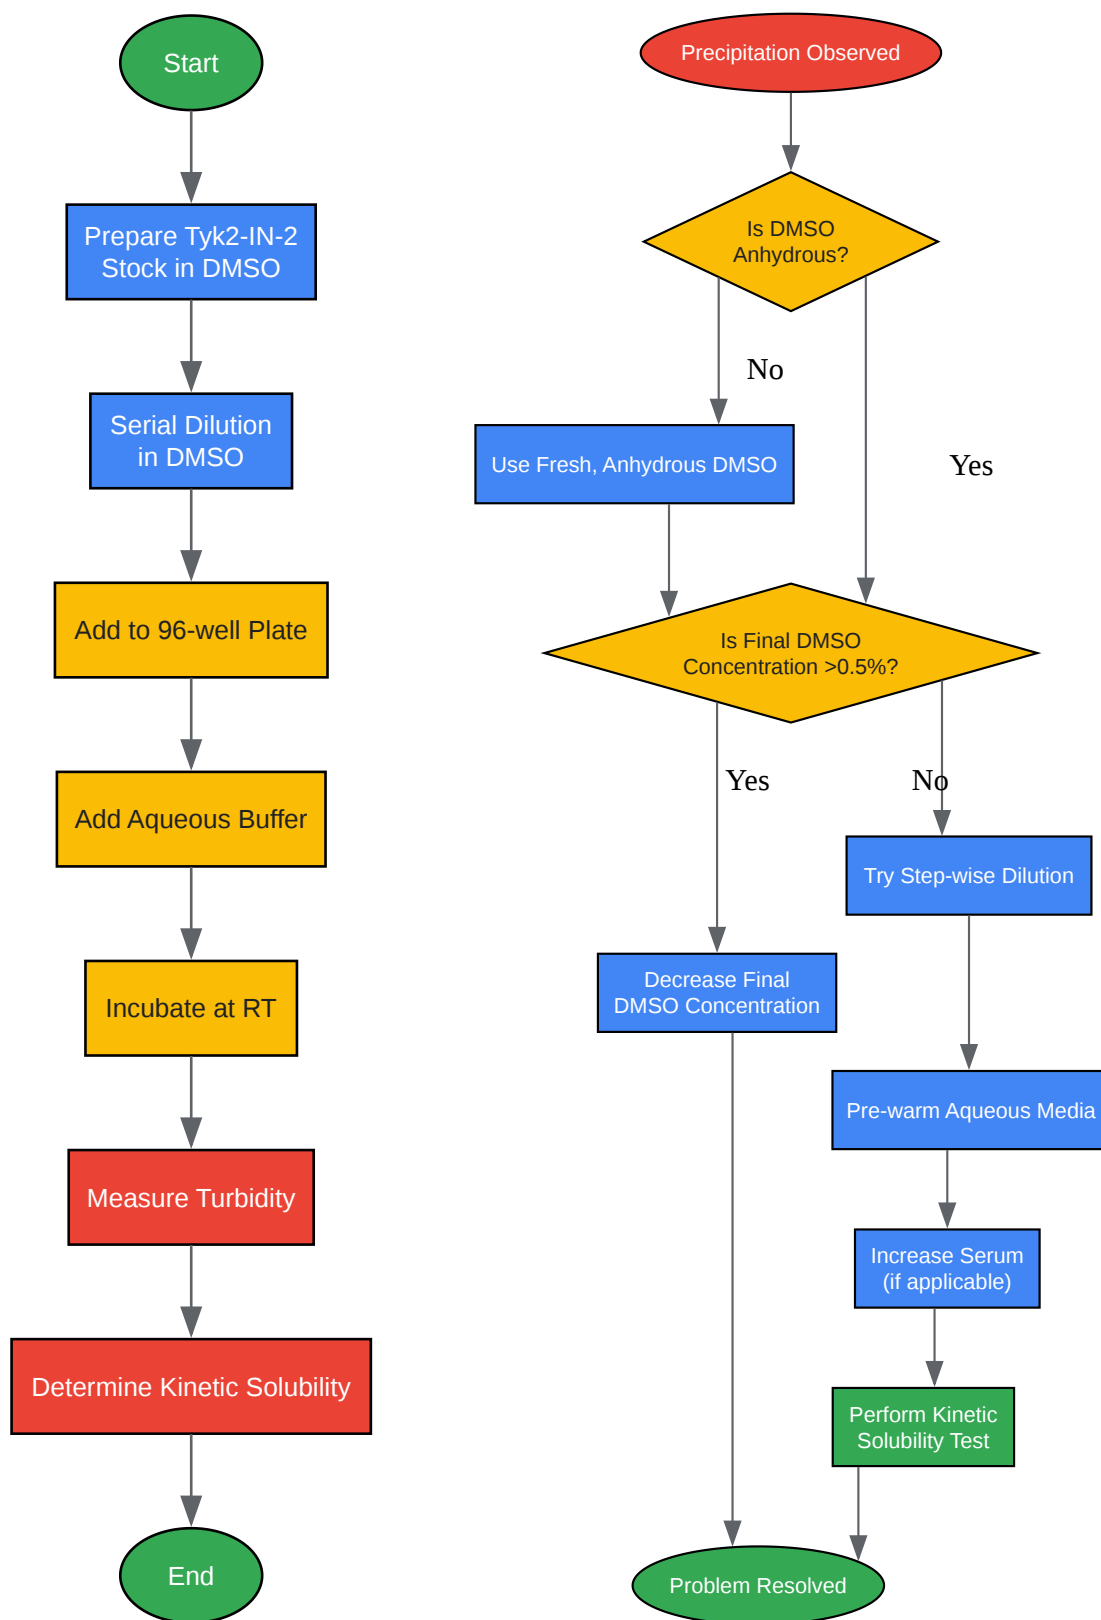 Start
Prepare Tyk2-IN-2
Stock in DMSO
Serial Dilution
in DMSO
Add to 96-well Plate
Add Aqueous Buffer
Incubate at RT
Measure Turbidity
Determine Kinetic Solubility
End
Precipitation Observed
Is DMSO
Anhydrous?
No
Yes
Use Fresh, Anhydrous DMSO
Is Final DMSO
Concentration >0.5%?
Yes
No
Try Step-wise Dilution
Decrease Final
DMSO Concentration
Pre-warm Aqueous Media
Increase Serum
(if applicable)
Perform Kinetic
Solubility Test
Problem Resolved